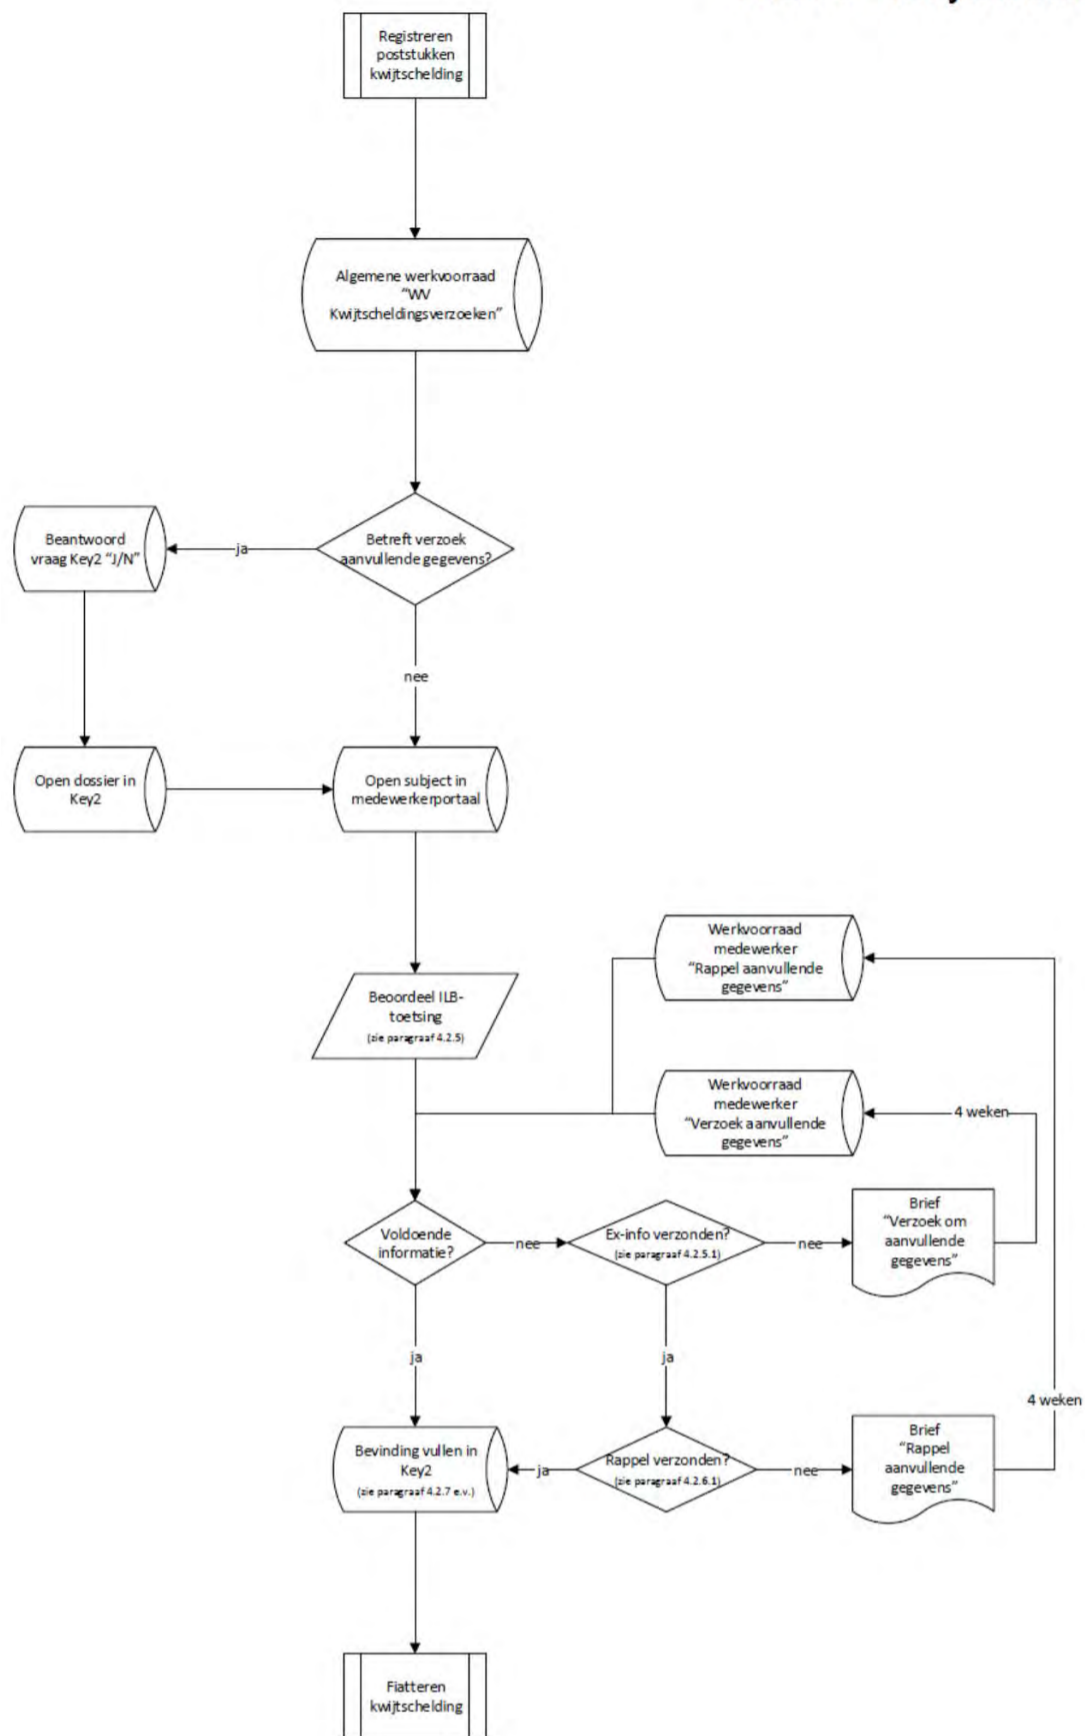 Registreren
poststukken
kwijtschelding
Algemene werkvoorraad
"WV
Kwijtscheldingsverzoeken"
Betreft verzoek
aanvullende gegevens?
ja
Beantwoord
vraag Key2 "J/N"
nee
Open dossier in
Key2
Open subject in
medewerkerportaal
Werkvoorraad
medewerker
"Rappel aanvullende
gegevens"
Beoordeel ILB-
toetsing
(zie paragraaf 4.2.5)
Werkvoorraad
medewerker
"Verzoek aanvullende
gegevens"
4 weken
Voldoende
informatie?
nee
Ex-info verzonden?
(zie paragraaf 4.2.5.1)
nee
Brief
"Verzoek om
aanvullende
gegevens"
ja
ja
4 weken
Bevinding vullen in
Key2
(zie paragraaf 4.2.7 e.v.)
ja
Rappel verzonden?
(zie paragraaf 4.2.6.1)
nee
Brief
"Rappel
aanvullende
gegevens"
Fiatteren
kwijtschelding